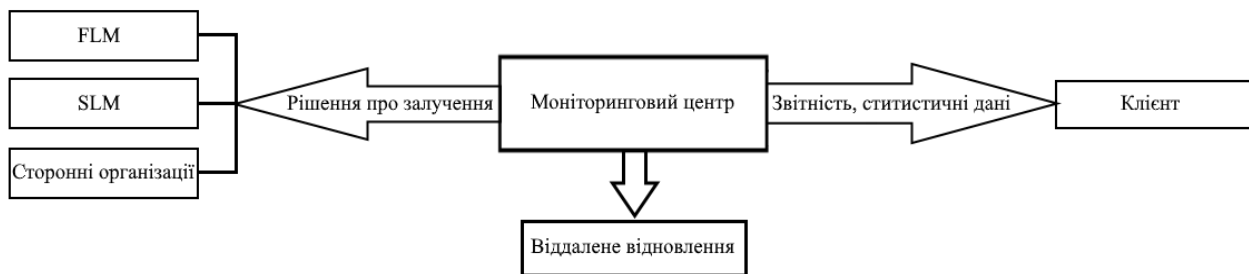 FLM
SLM
Сторонні організації
Рішення про залучення
Моніторинговий центр
Звітність, ститистичні дані
Клієнт
Віддалене відновлення